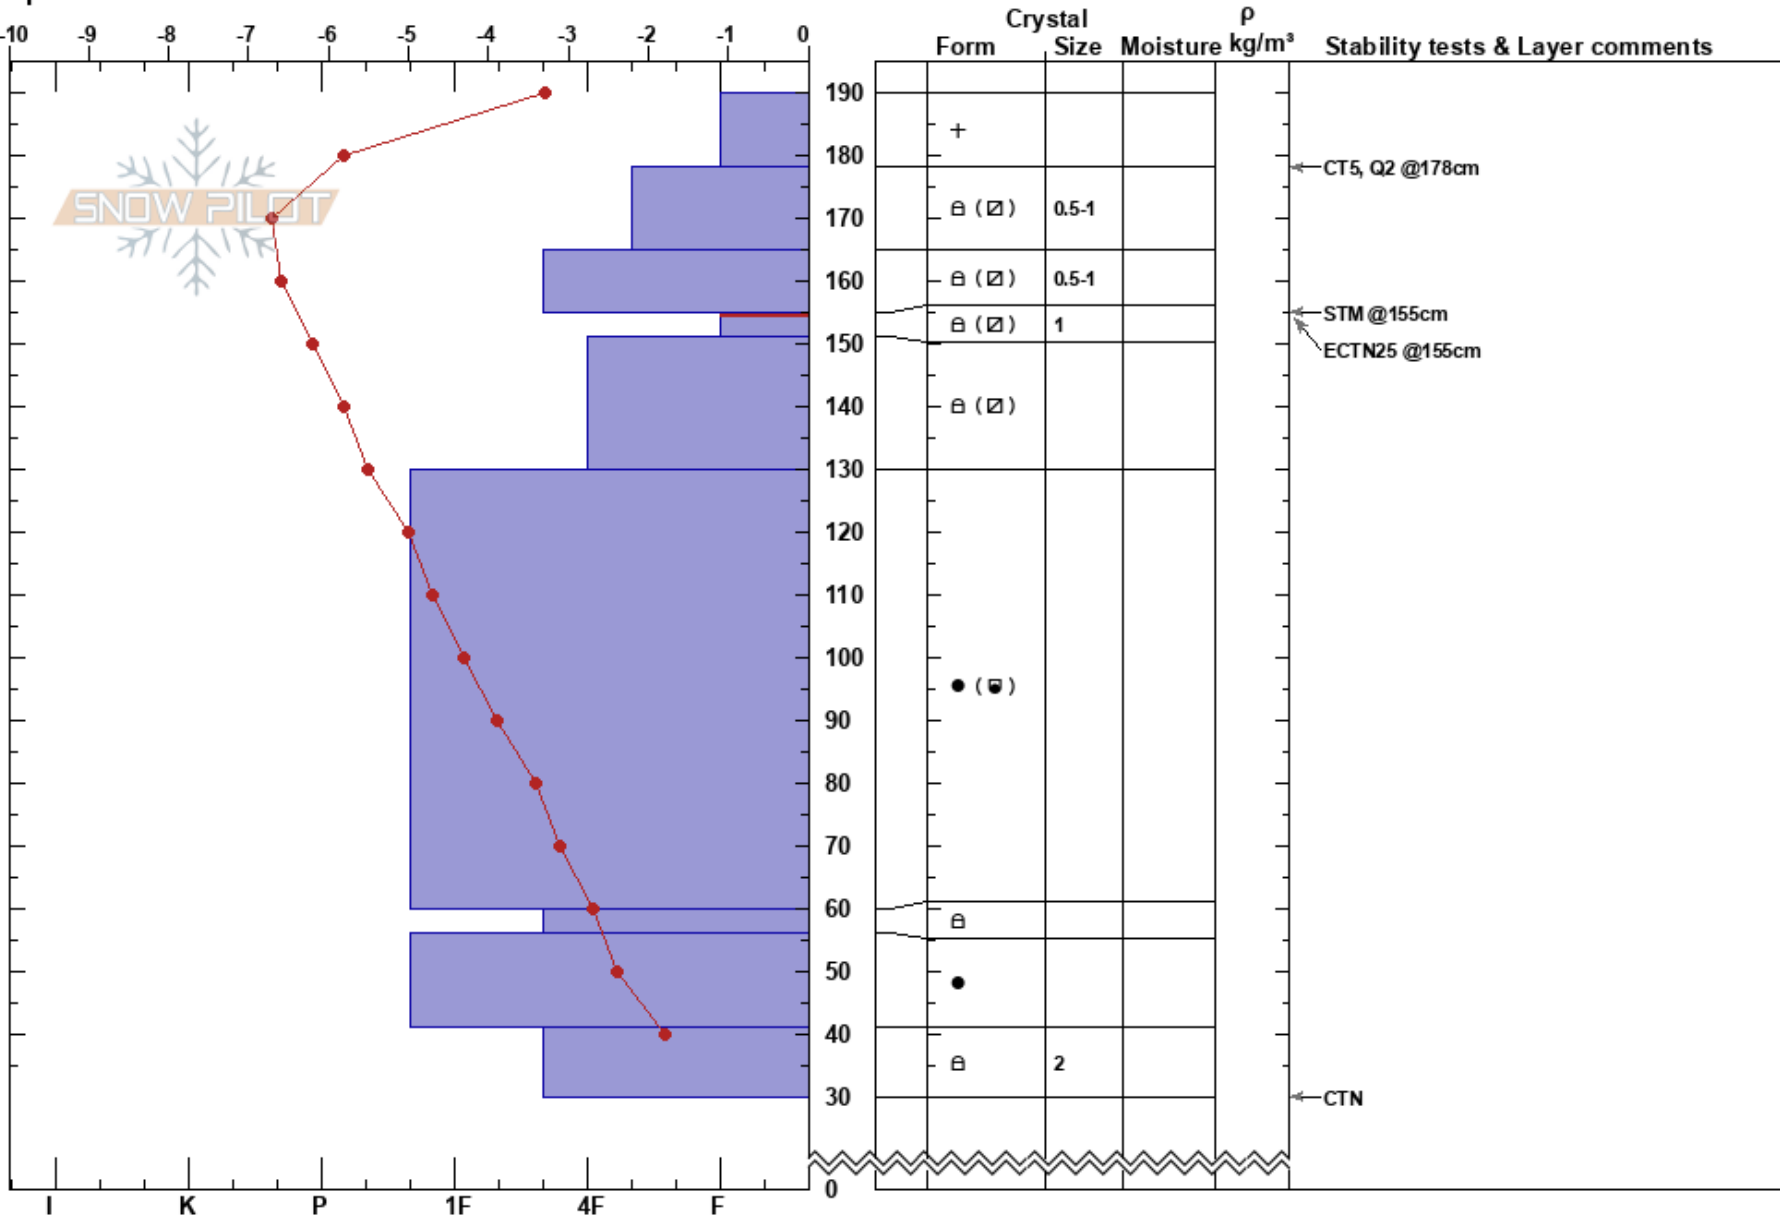 Crystal ρ
-10 -9 -8 -7 -6 -5 -4 -3 -2 -1 0 Form Size Moisture kg/m³ Stability tests & Layer comments
190
+
180
CT5, Q2 @178cm
SNOW PILOT
170 0.5-1
160 0.5-1
STM @155cm
1
150
ECTN25 @155cm
140
130
120
110
100
90
80
70
60
50
40
2
30 CTN
0
I K P 1F 4F F